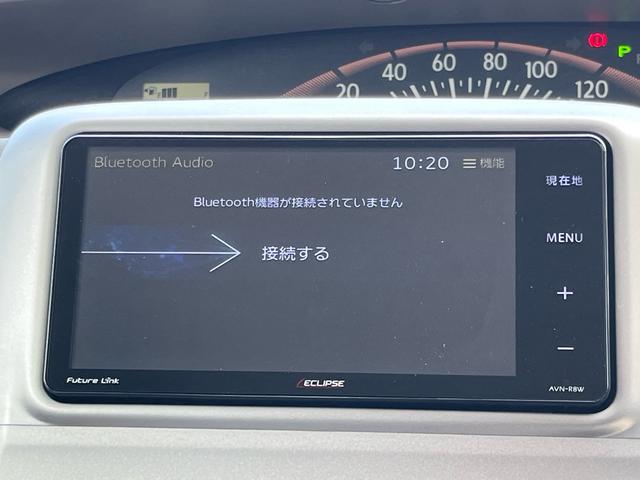 20 40 60 80 100 120
P
Bluetooth Audio 10:20 機能
Bluetooth機器が接続されていません
接続する
現在地
MENU
+
−
Future Link ECLIPSE AVN-R8W